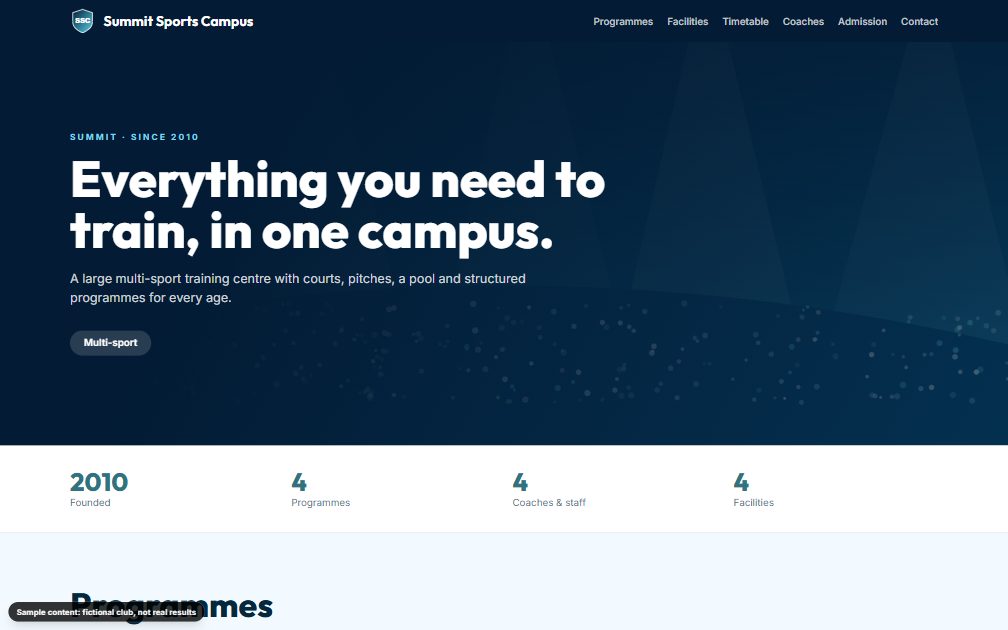 SSC
Summit Sports Campus
Programmes Facilities Timetable Coaches Admission Contact
SUMMIT · SINCE 2010
Everything you need to
train, in one campus.
A large multi-sport training centre with courts, pitches, a pool and structured
programmes for every age.
Multi-sport
2010 4 4 4
Founded Programmes Coaches & staff Facilities
Programmes
Sample content: fictional club, not real results